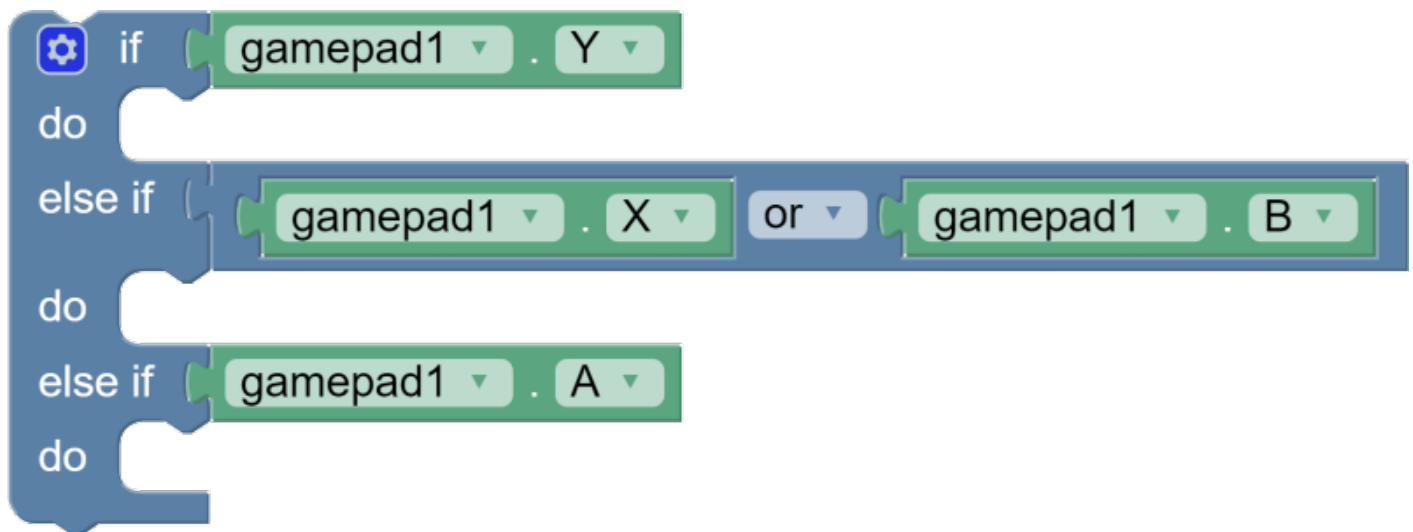 if gamepad1 . Y
do
else if gamepad1 . X or gamepad1 . B
do
else if gamepad1 . A
do